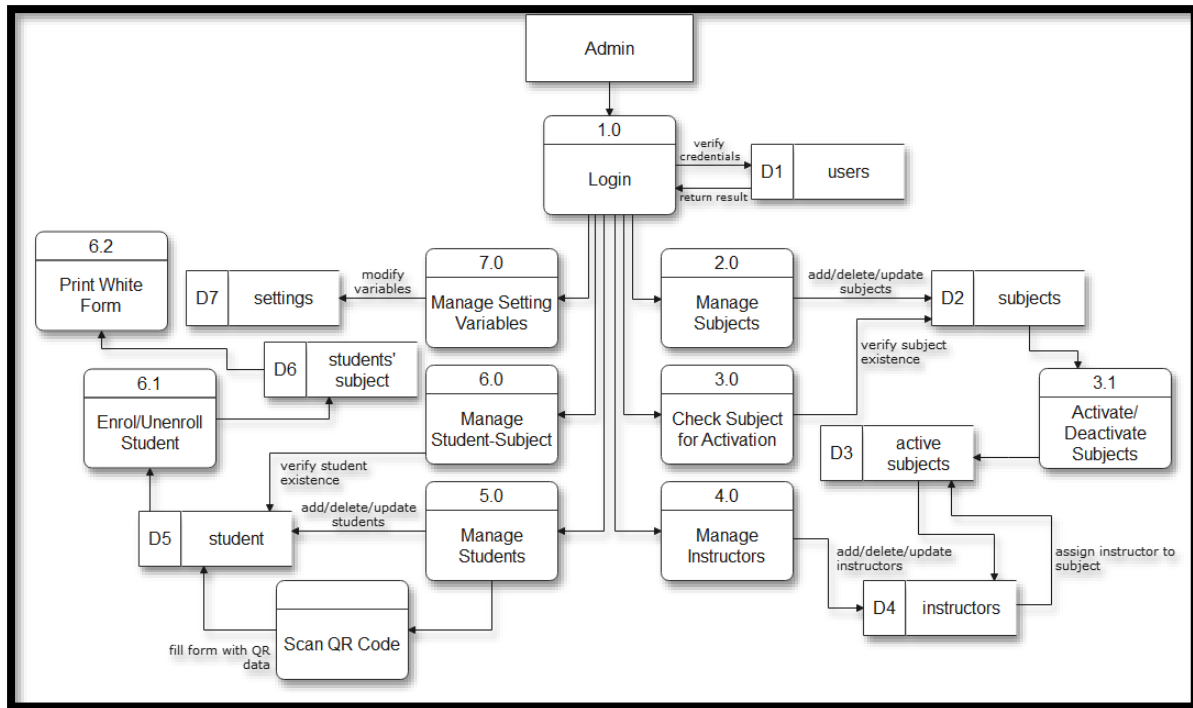 Admin
1.0
Login
verify
credentials
return result
D1
users
6.2
Print White
Form
D7
settings
modify
variables
7.0
Manage Setting
Variables
2.0
Manage
Subjects
add/delete/update
subjects
D2
subjects
verify subject
existence
D6
students'
subject
6.1
Enrol/Unenroll
Student
6.0
Manage
Student-Subject
3.0
Check Subject
for Activation
3.1
Activate/
Deactivate
Subjects
D3
active
subjects
verify student
existence
add/delete/update
students
D5
student
5.0
Manage
Students
4.0
Manage
Instructors
add/delete/update
instructors
assign instructor to
subject
D4
instructors
Scan QR Code
fill form with QR
data